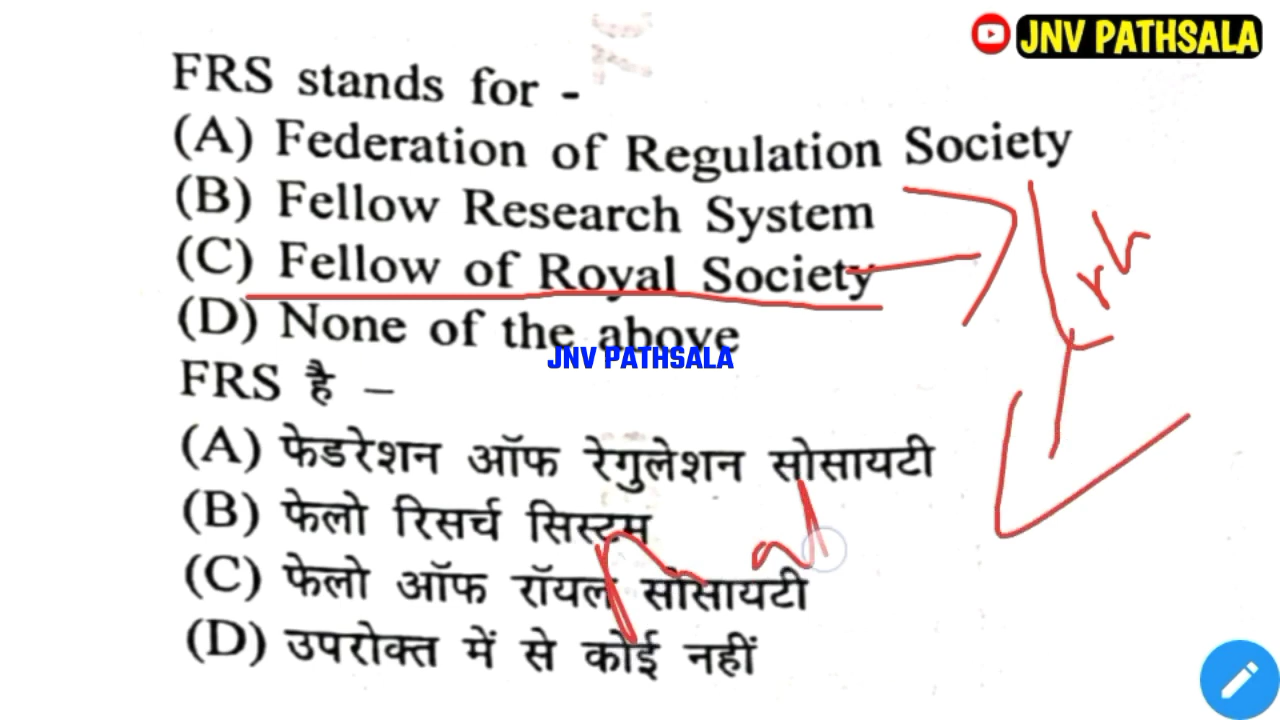 JNV PATHSALA
FRS stands for -
(A) Federation of Regulation Society
(B) Fellow Research System
(C) Fellow of Royal Society
(D) None of the above
JNV PATHSALA
FRS है –
(A) फेडरेशन ऑफ रेगुलेशन सोसायटी
(B) फेलो रिसर्च सिस्टम
(C) फेलो ऑफ रॉयल सोसायटी
(D) उपरोक्त में से कोई नहीं